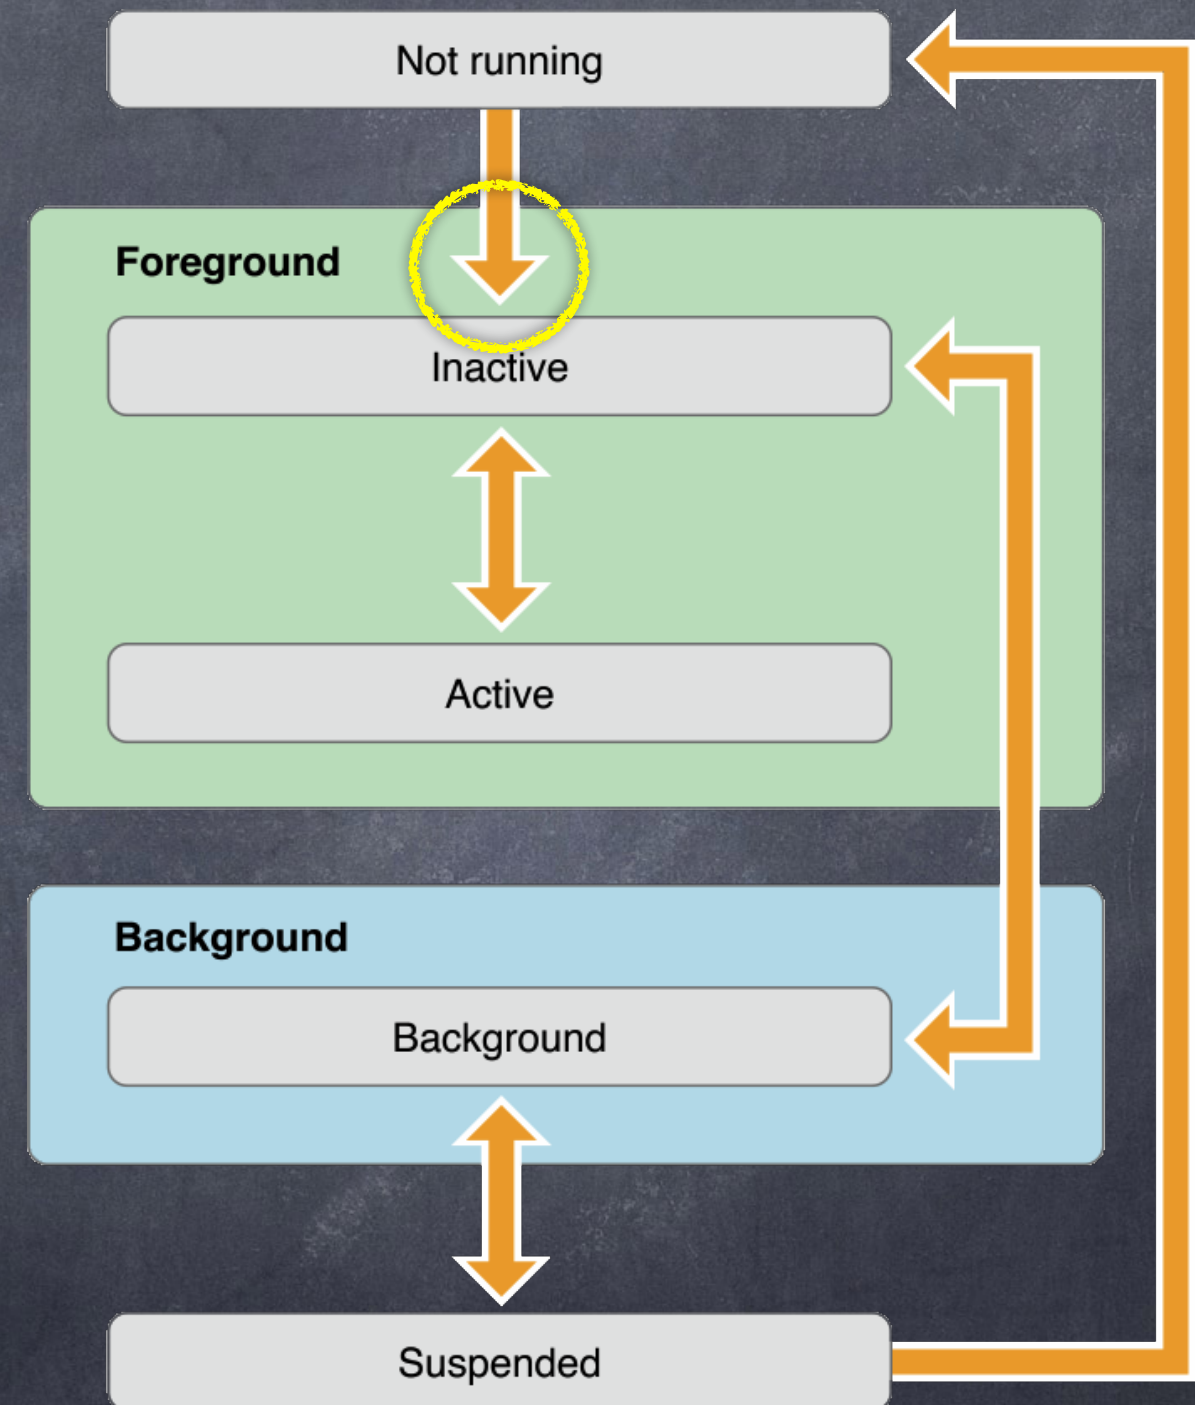 Not running
Foreground
Inactive
Active
Background
Background
Suspended